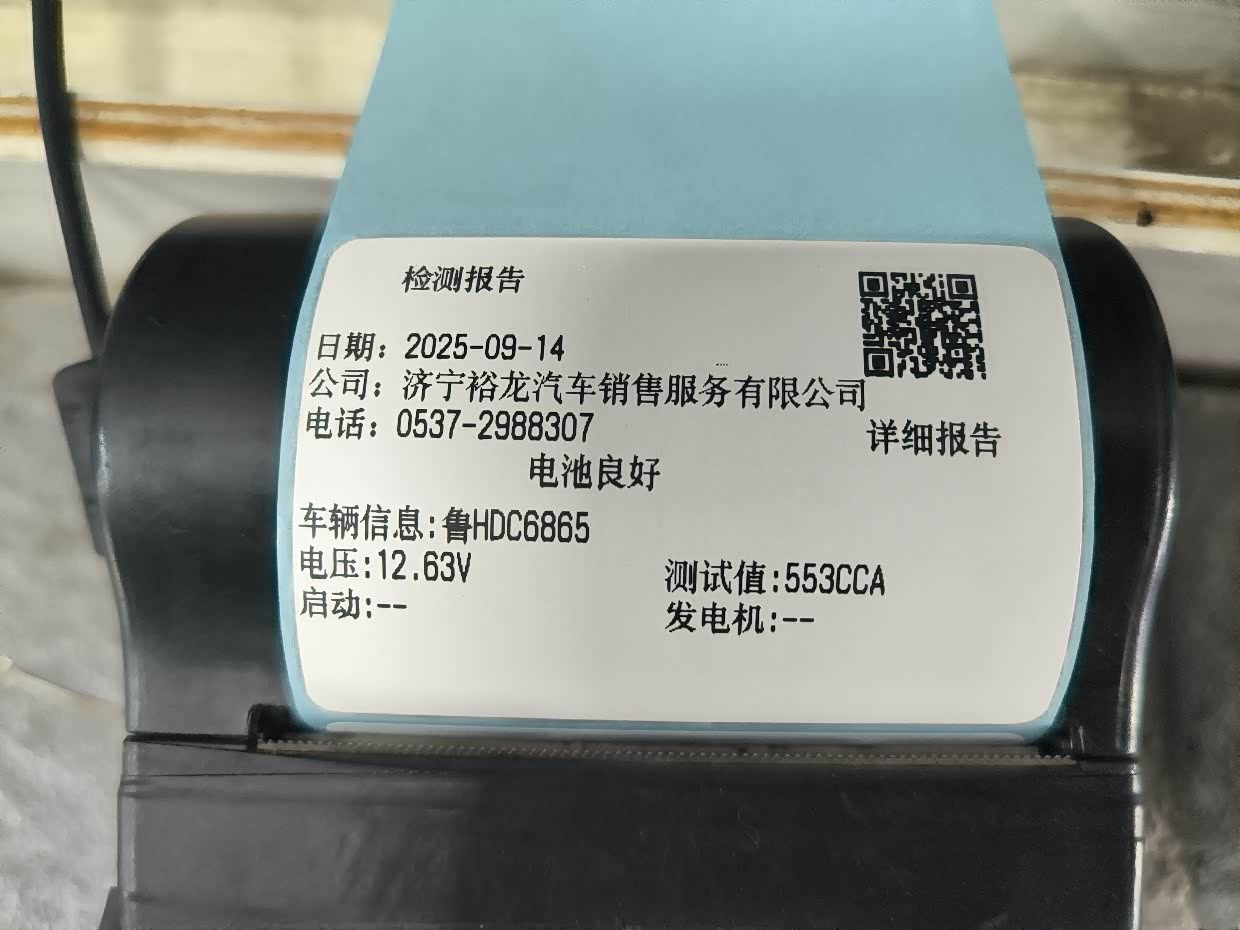 检测报告
日期：2025-09-14
公司：济宁裕龙汽车销售服务有限公司
电话：0537-2988307
详细报告
电池良好
车辆信息:鲁HDC6865
电压:12.63V
测试值:553CCA
启动:--
发电机:--